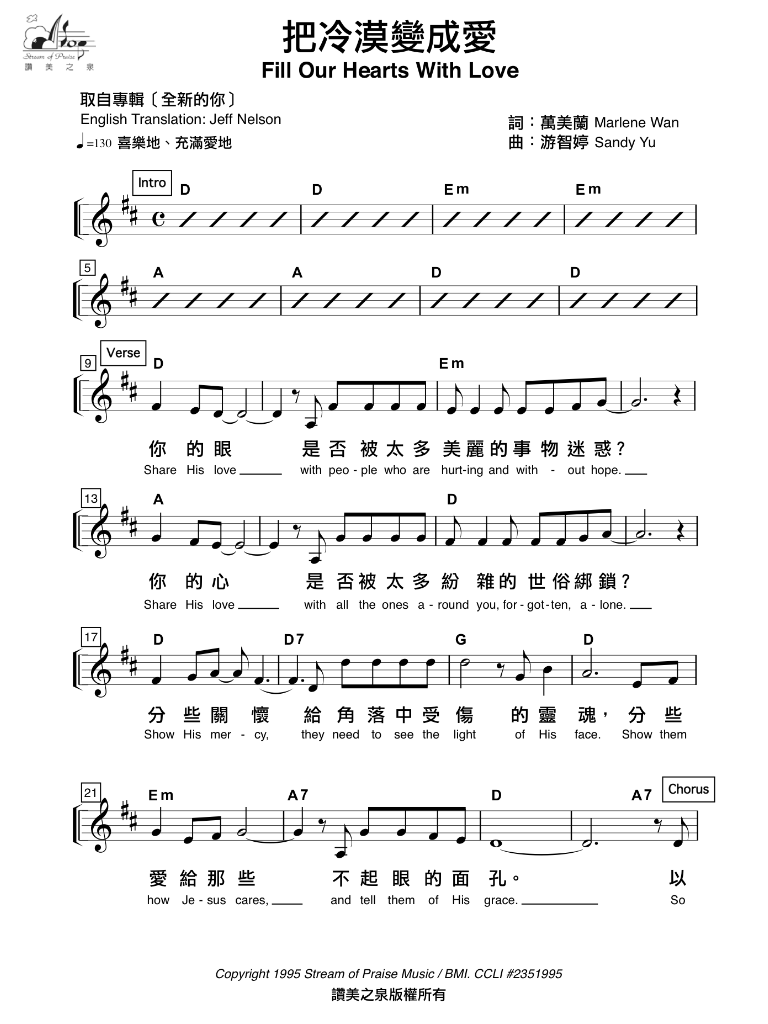 Stream of Praise
讚美之泉
把冷漠變成愛
Fill Our Hearts With Love
取自專輯〔全新的你〕
English Translation: Jeff Nelson
♩=130 喜樂地、充滿愛地
詞：萬美蘭 Marlene Wan
曲：游智婷 Sandy Yu
Intro
D D Em Em
5
A A D D
Verse
9
D Em
你 的 眼 是 否 被 太 多 美 麗 的 事 物 迷 惑？
Share His love ____ with peo - ple who are hurt-ing and with - out hope. ____
13
A D
你 的 心 是 否 被 太 多 紛 雜 的 世 俗 綁 鎖？
Share His love ____ with all the ones a - round you, for - got-ten, a - lone. ____
17
D D7 G D
分 些 關 懷 給 角 落 中 受 傷 的 靈 魂， 分 些
Show His mer - cy, they need to see the light of His face. Show them
21
Em A7 D A7
Chorus
愛 給 那 些 不 起 眼 的 面 孔。 以
how Je - sus cares, ____ and tell them of His grace. ____ So
Copyright 1995 Stream of Praise Music / BMI. CCLI #2351995
讚美之泉版權所有